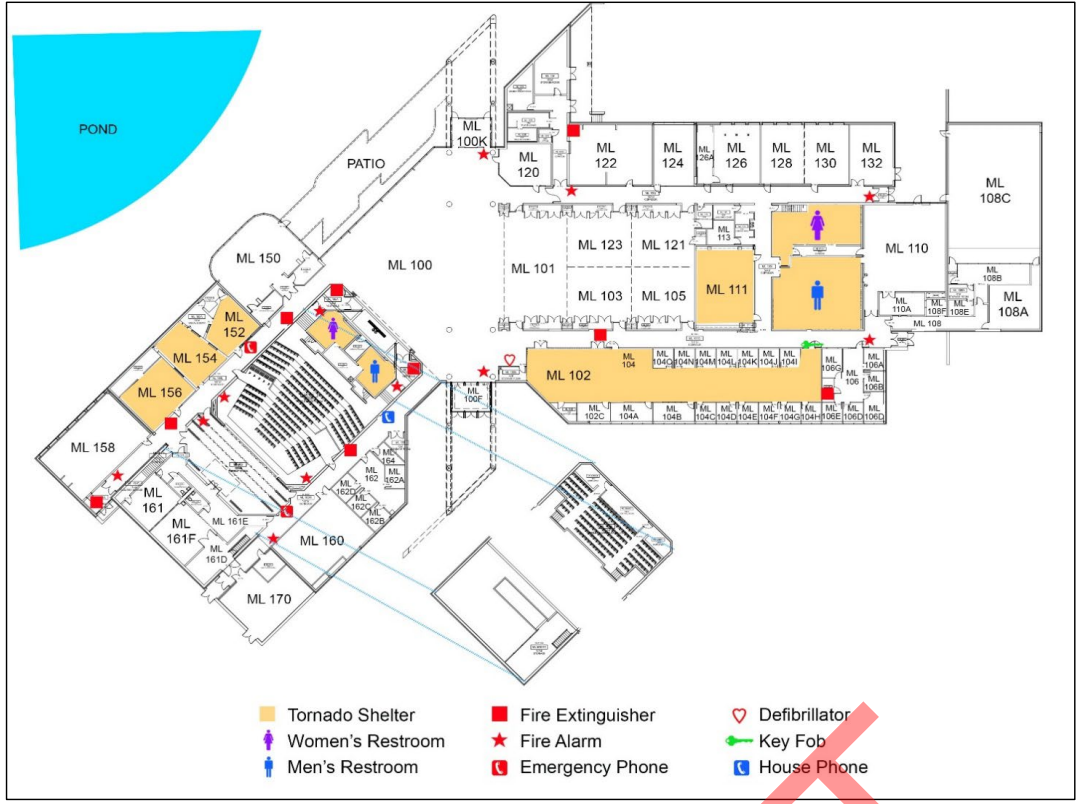 POND
PATIO
ML
100K
ML
120
ML
122
ML
124
ML
126A
ML
126
ML
128
ML
130
ML
132
ML
108C
ML 150
ML 100
ML 101
ML 123
ML 121
ML
113
ML 103
ML 105
ML 111
ML 110
ML
108B
ML
110A
ML
108F
ML
108E
ML
108A
ML 108
ML
152
ML 154
ML 156
ML 158
ML 102
ML
104
ML
104O
ML
104N
ML
104M
ML
104L
ML
104K
ML
104J
ML
104I
ML
106G
ML
106
ML
106A
ML
106B
ML
100F
ML
102C
ML
104A
ML
104B
ML
104C
ML
104D
ML
104E
ML
104F
ML
104G
ML
104H
ML
106E
ML
106D
ML
106D
ML
164
ML
162
ML
162A
ML
162D
ML
162C
ML
162B
ML
161
ML
161F
ML 161E
ML
161D
ML 160
ML 170
Tornado Shelter
Women's Restroom
Men's Restroom
Fire Extinguisher
Fire Alarm
Emergency Phone
Defibrillator
Key Fob
House Phone